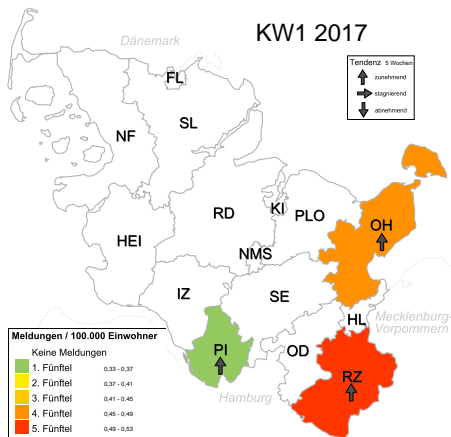 KW1 2017
Dänemark
Tendenz 5 Wochen
zunehmend
stagnierend
abnehmend
FL
SL
NF
RD
KI
PLO
OH
HEI
NMS
IZ
SE
HL
Mecklenburg-
Vorpommern
PI
OD
RZ
Hamburg
Meldungen / 100.000 Einwohner
Keine Meldungen
1. Fünftel 0,33 - 0,37
2. Fünftel 0,37 - 0,41
3. Fünftel 0,41 - 0,45
4. Fünftel 0,45 - 0,49
5. Fünftel 0,49 - 0,53